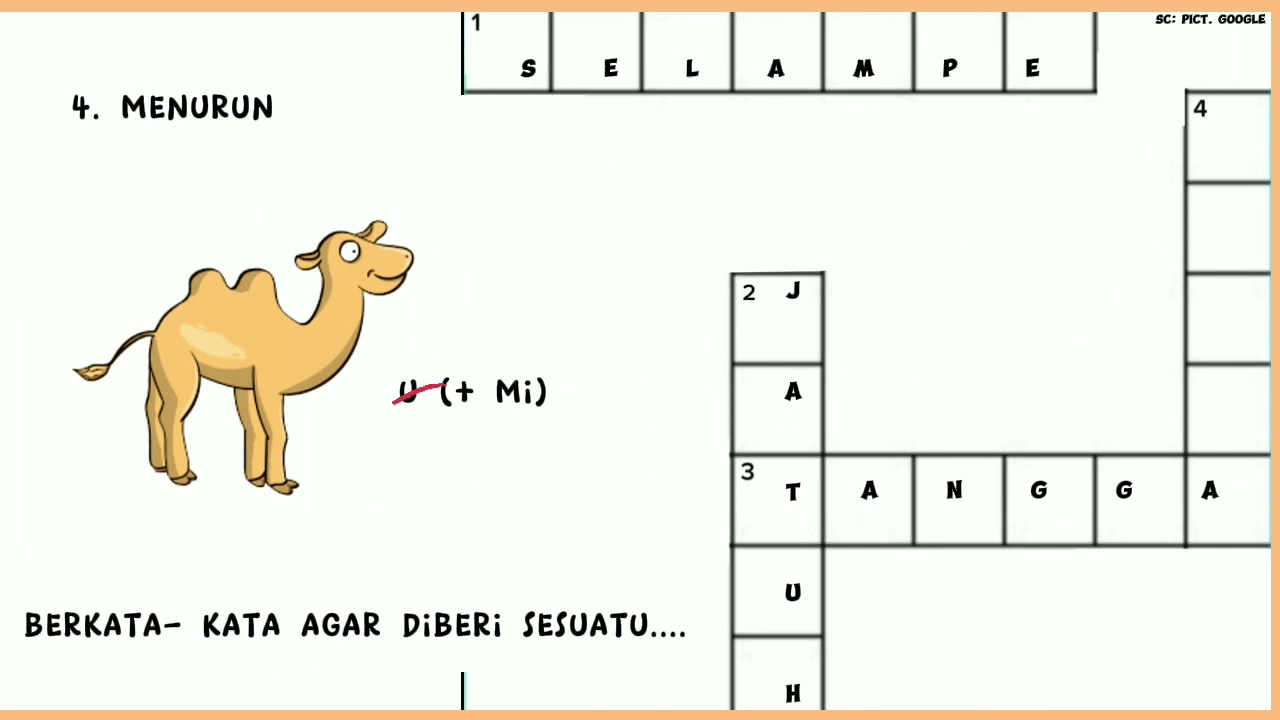 SC: PICT. GOOGLE
1
S E L A M P E
4. MENURUN
4
2 J
A
U (+ Mi)
3 T A N G G A
U
BERKATA- KATA AGAR DiBERi SESUATU....
H